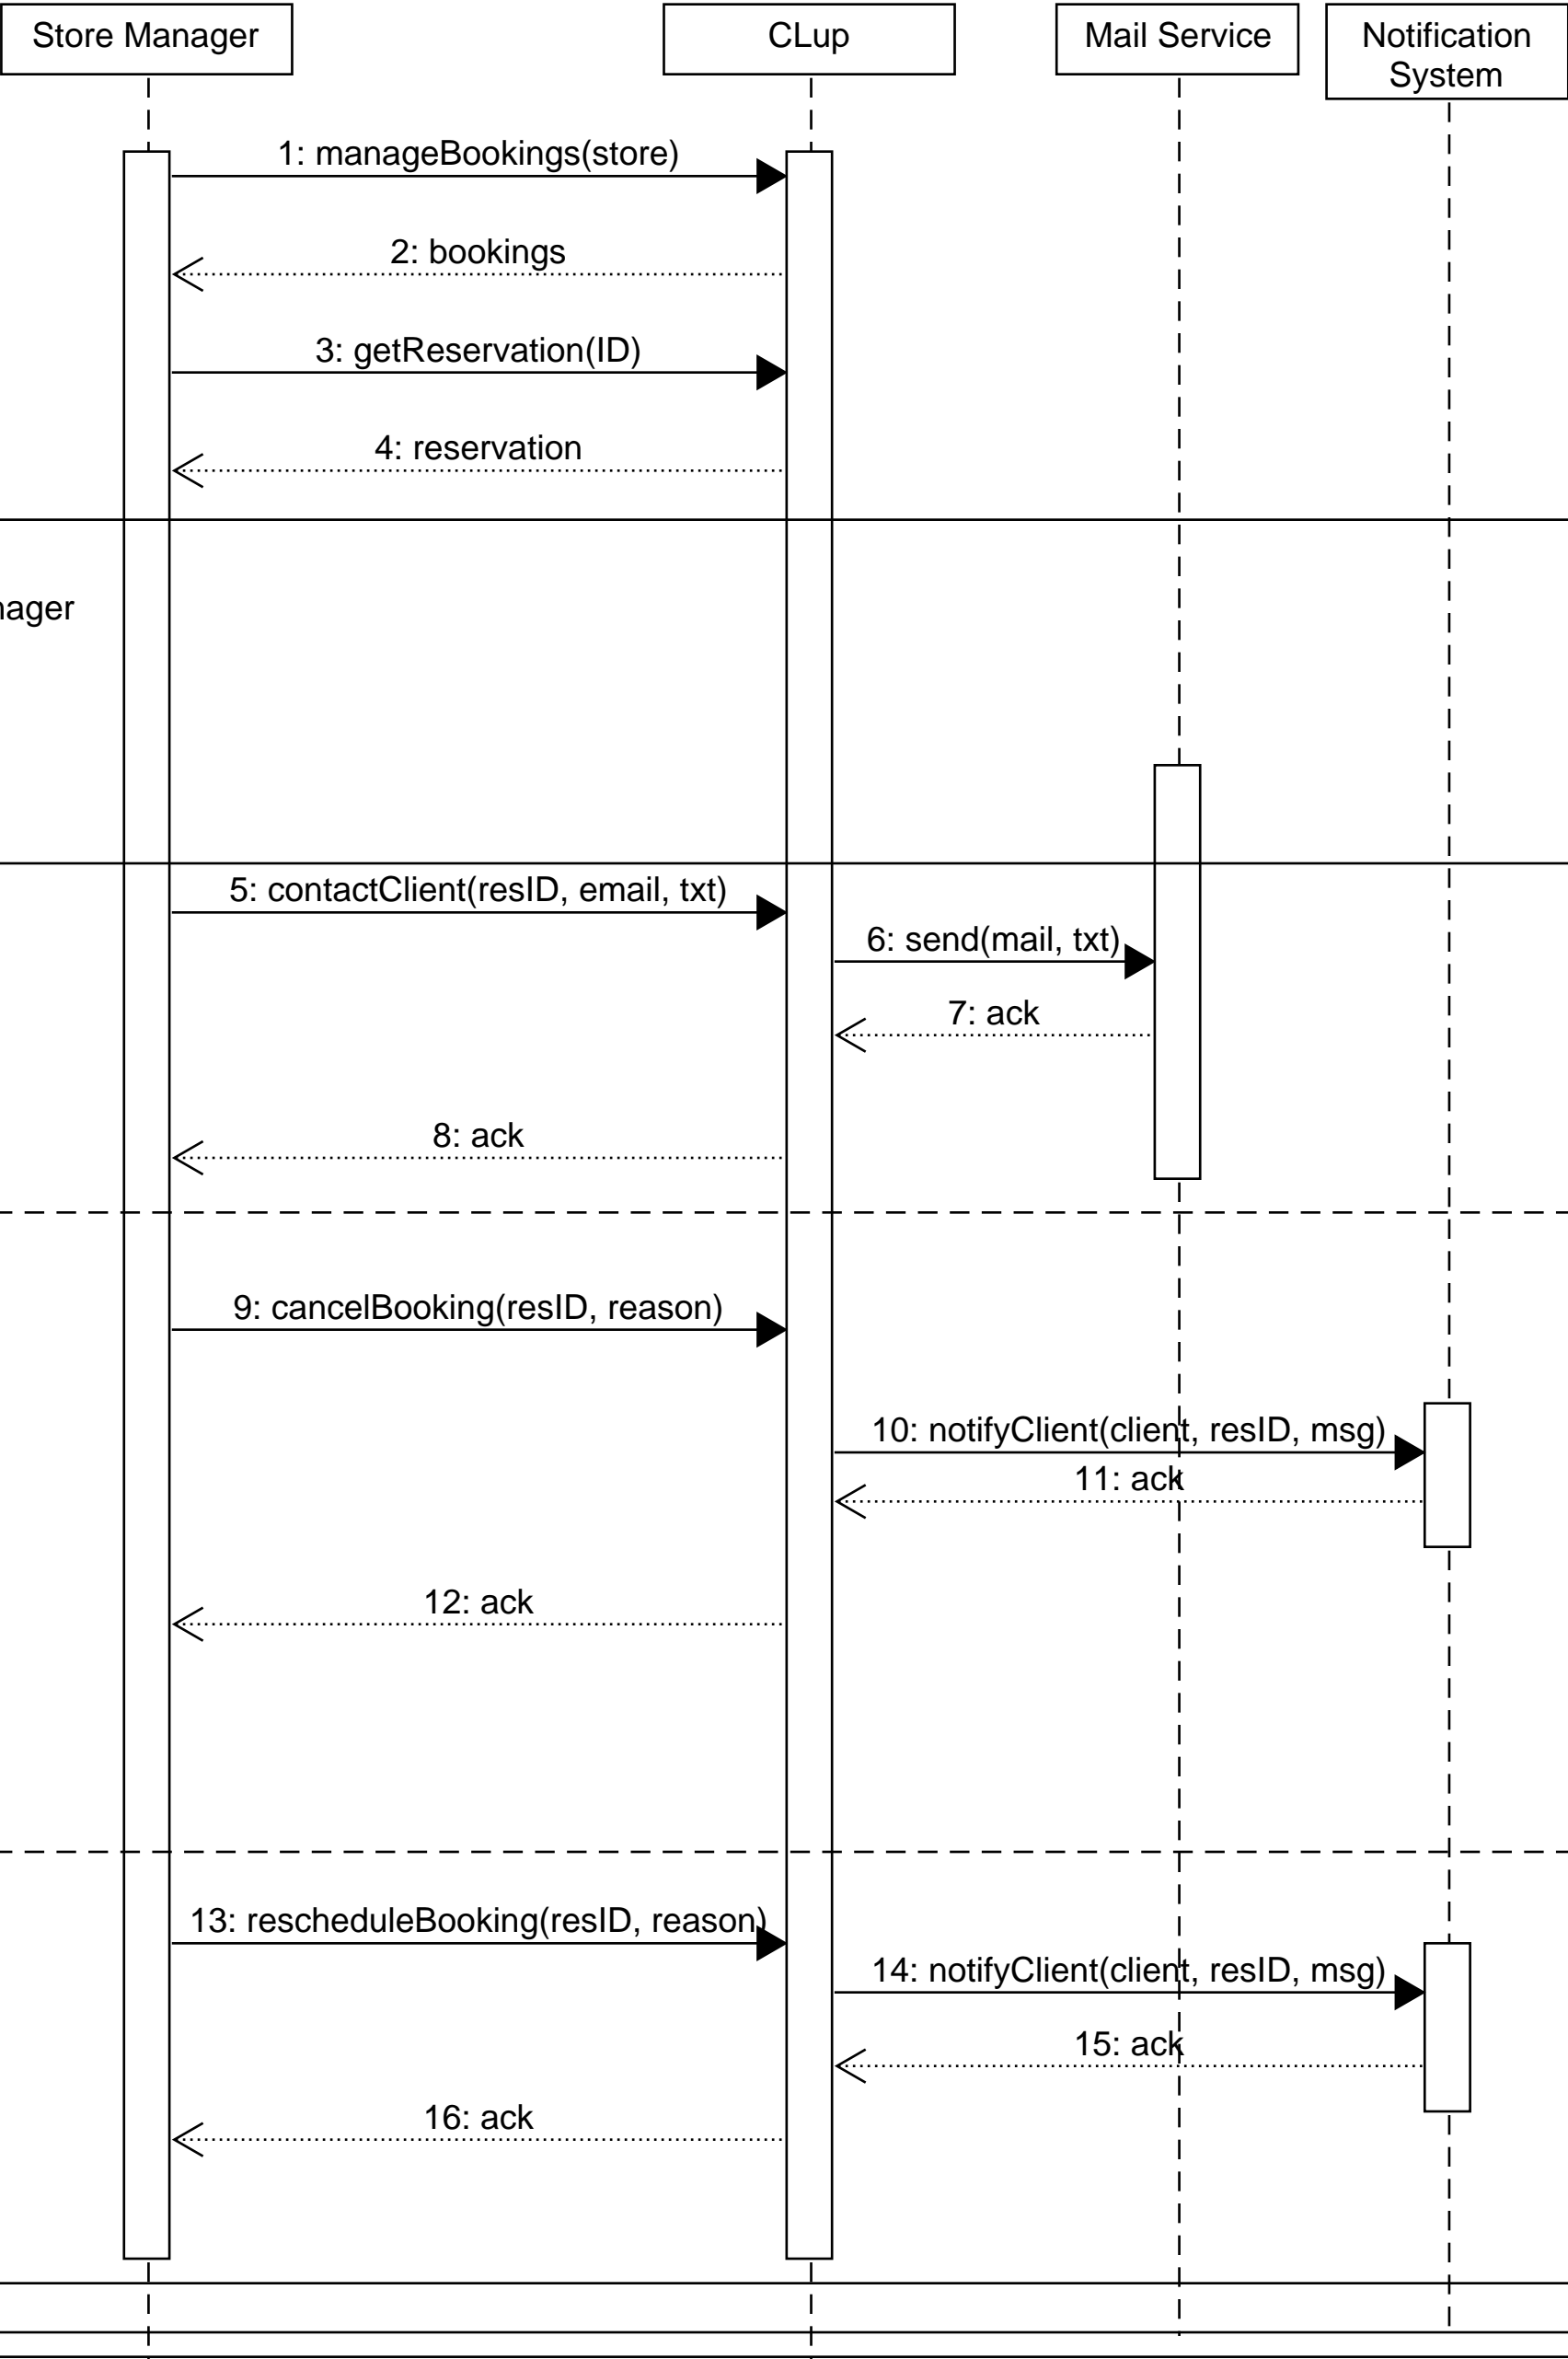 Store Manager
CLup
Mail Service
Notification
System
1: manageBookings(store)
2: bookings
3: getReservation(ID)
4: reservation
nager
5: contactClient(resID, email, txt)
6: send(mail, txt)
7: ack
8: ack
9: cancelBooking(resID, reason)
10: notifyClient(client, resID, msg)
11: ack
12: ack
13: rescheduleBooking(resID, reason)
14: notifyClient(client, resID, msg)
15: ack
16: ack